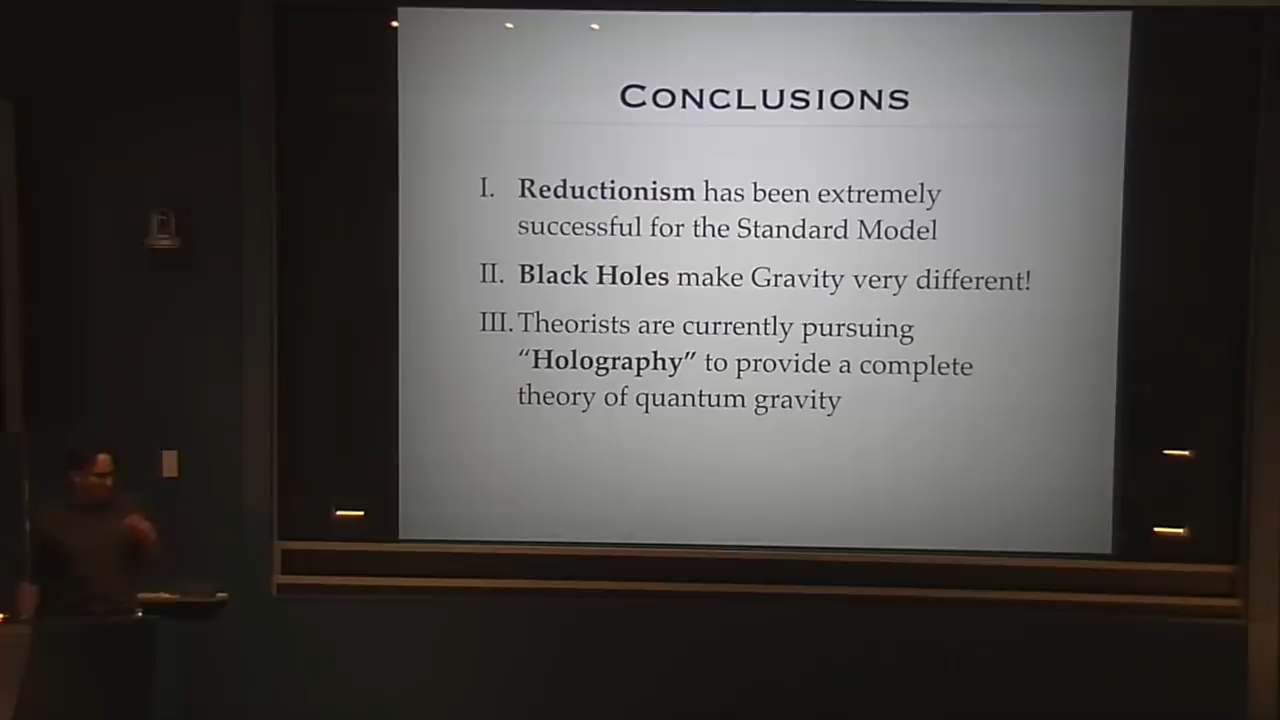 CONCLUSIONS
I. Reductionism has been extremely
successful for the Standard Model
II. Black Holes make Gravity very different!
III. Theorists are currently pursuing
“Holography” to provide a complete
theory of quantum gravity